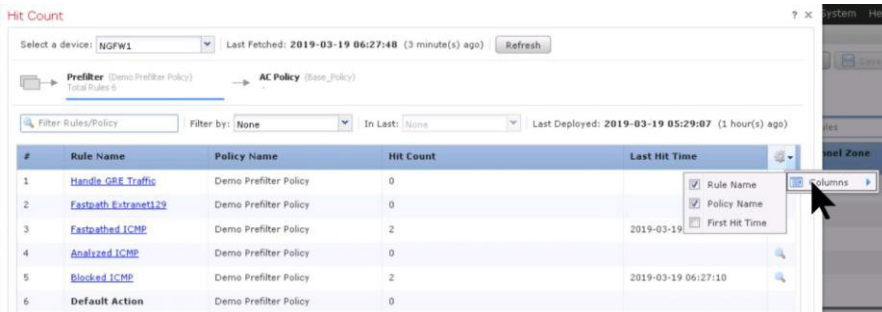 Hit Count ? × System He
Select a device: NGFW1 Last Fetched: 2019-03-19 06:27:48 (3 minute(s) ago) Refresh
Save
Prefilter (Demo Prefilter Policy) AC Policy (Base_Policy)
Total Rules 6 -
Filter Rules/Policy Filter by: None In Last: None Last Deployed: 2019-03-19 05:29:07 (1 hour(s) ago)
# Rule Name Policy Name Hit Count Last Hit Time nnel Zone
1 Handle GRE Traffic Demo Prefilter Policy 0 Rule Name Columns
2 Fastpath Extranet129 Demo Prefilter Policy 0 Policy Name
3 Fastpathed ICMP Demo Prefilter Policy 2 2019-03-19 First Hit Time
4 Analyzed ICMP Demo Prefilter Policy 0
5 Blocked ICMP Demo Prefilter Policy 2 2019-03-19 06:27:10
6 Default Action Demo Prefilter Policy 0